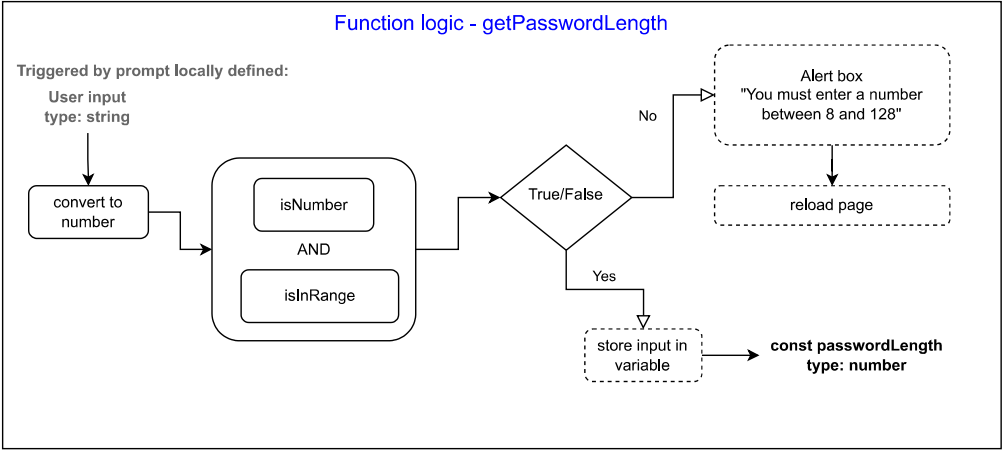 Function logic - getPasswordLength
Triggered by prompt locally defined:
User input
type: string
convert to
number
isNumber
AND
isInRange
True/False
No
Alert box
"You must enter a number
between 8 and 128"
reload page
Yes
store input in
variable
const passwordLength
type: number